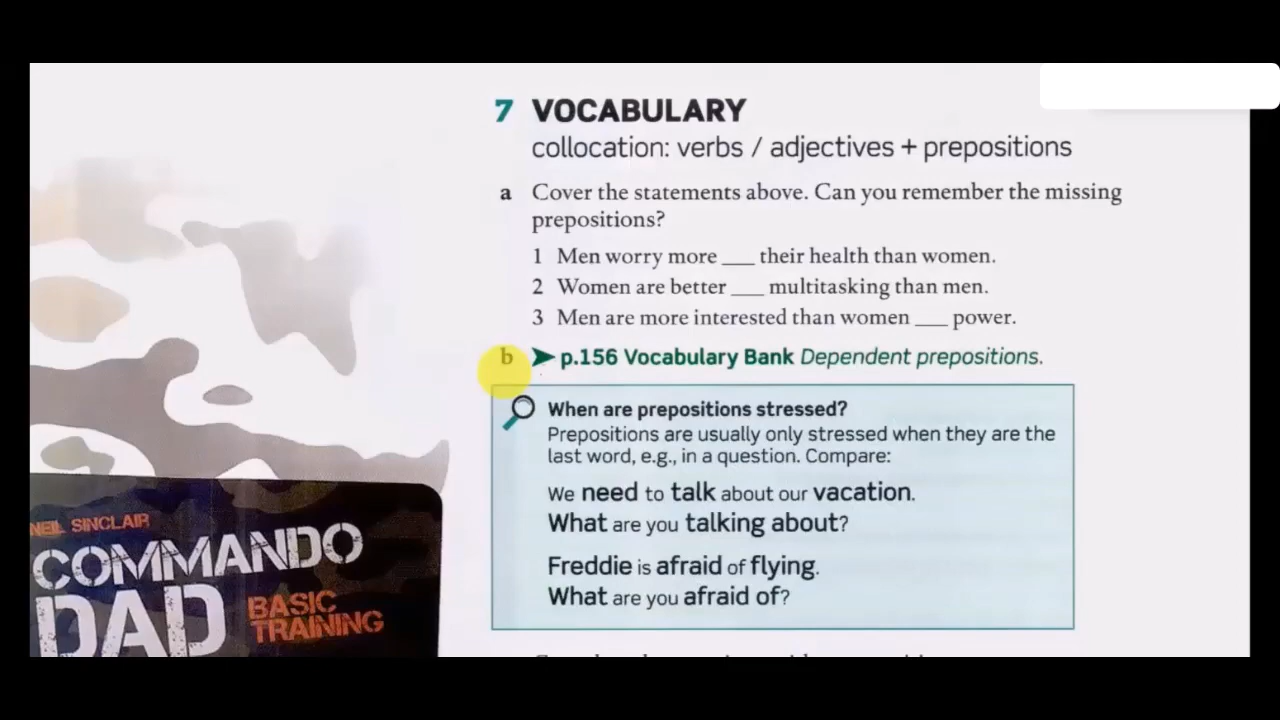 7 VOCABULARY
collocation: verbs / adjectives + prepositions
a Cover the statements above. Can you remember the missing
prepositions?
1 Men worry more ___ their health than women.
2 Women are better ___ multitasking than men.
3 Men are more interested than women ___ power.
b ➤ p.156 Vocabulary Bank Dependent prepositions.
When are prepositions stressed?
Prepositions are usually only stressed when they are the
last word, e.g., in a question. Compare:
We need to talk about our vacation.
What are you talking about?
Freddie is afraid of flying.
What are you afraid of?
NEIL SINCLAIR
COMMANDO
DAD
BASIC
TRAINING